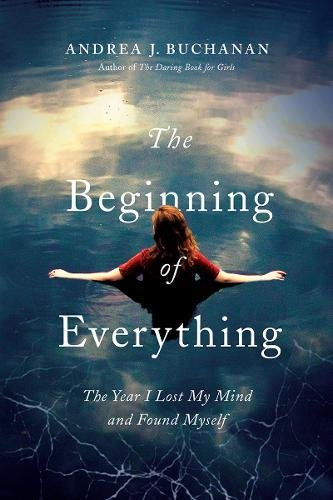 ANDREA J. BUCHANAN
Author of The Daring Book for Girls
The
Beginning
of
Everything
The Year I Lost My Mind
and Found Myself